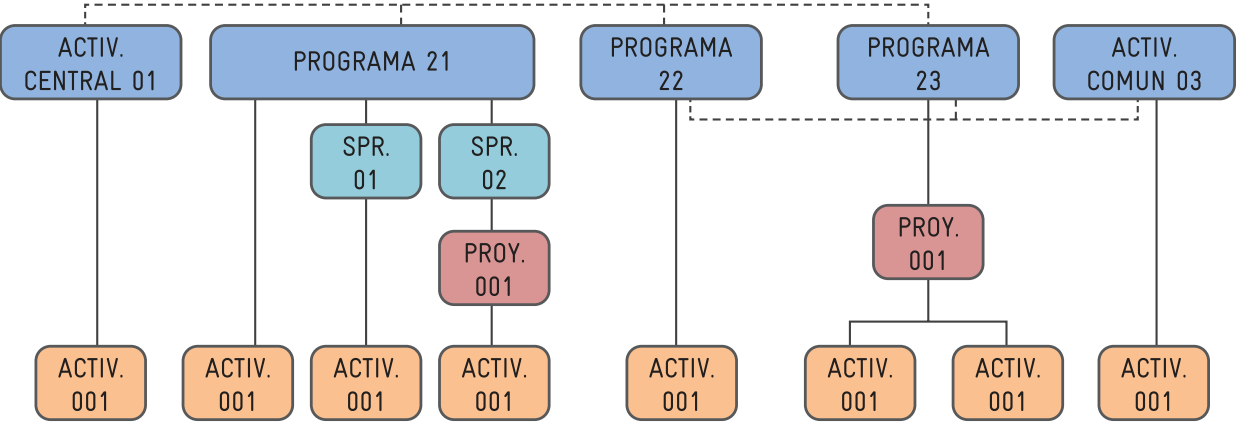 ACTIV.
CENTRAL 01
PROGRAMA 21
PROGRAMA
22
PROGRAMA
23
ACTIV.
COMUN 03
SPR.
01
SPR.
02
PROY.
001
PROY.
001
ACTIV.
001
ACTIV.
001
ACTIV.
001
ACTIV.
001
ACTIV.
001
ACTIV.
001
ACTIV.
001
ACTIV.
001